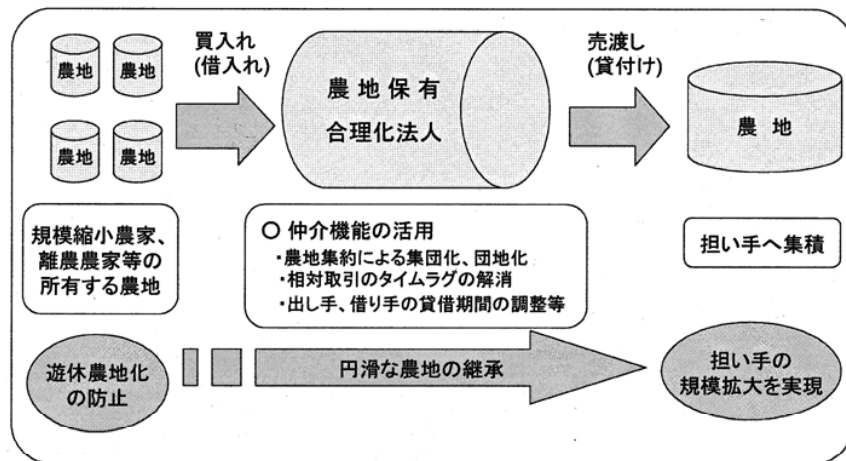 農地
農地
農地
農地
買入れ
(借入れ)
農 地 保 有
合理化法人
売渡し
(貸付け)
農 地
規模縮小農家、
離農農家等の
所有する農地
○ 仲介機能の活用
・農地集約による集団化、団地化
・相対取引のタイムラグの解消
・出し手、借り手の貸借期間の調整等
担い手へ集積
遊休農地化
の防止
円滑な農地の継承
担い手の
規模拡大を実現